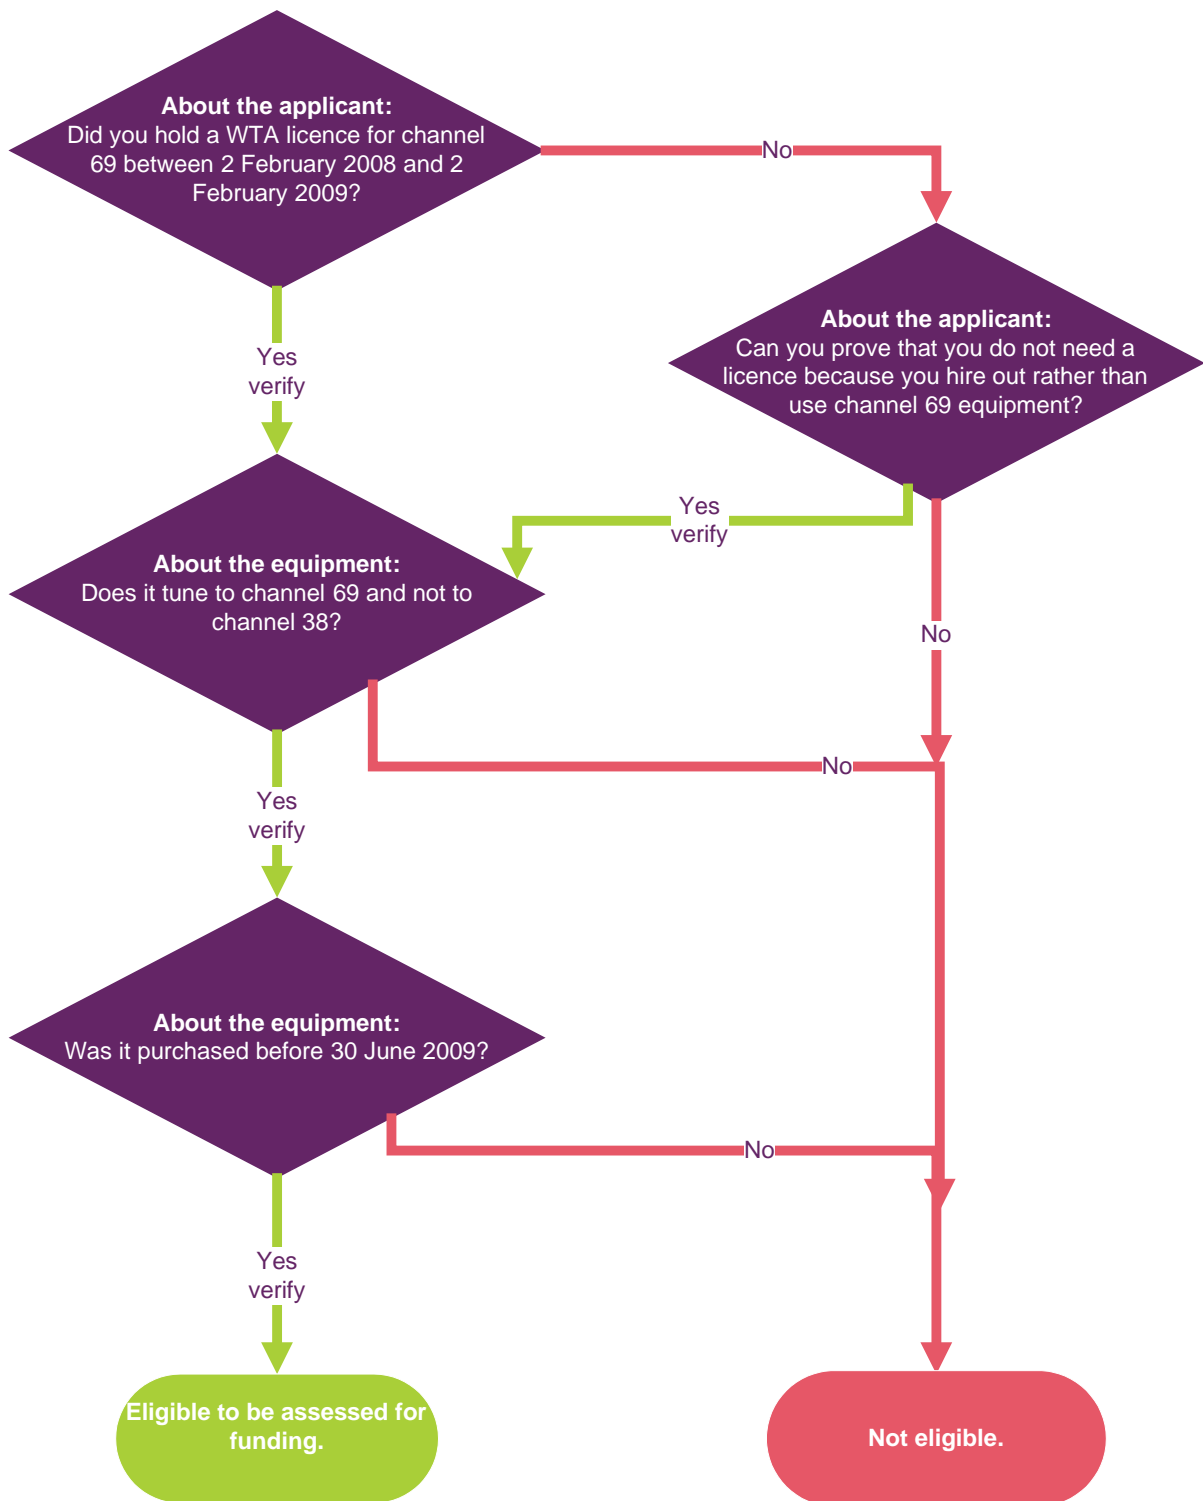 About the applicant:
Did you hold a WTA licence for channel
69 between 2 February 2008 and 2
February 2009?
No
About the applicant:
Can you prove that you do not need a
licence because you hire out rather than
use channel 69 equipment?
Yes
verify
Yes
verify
About the equipment:
Does it tune to channel 69 and not to
channel 38?
No
No
Yes
verify
About the equipment:
Was it purchased before 30 June 2009?
No
Yes
verify
Eligible to be assessed for
funding.
Not eligible.